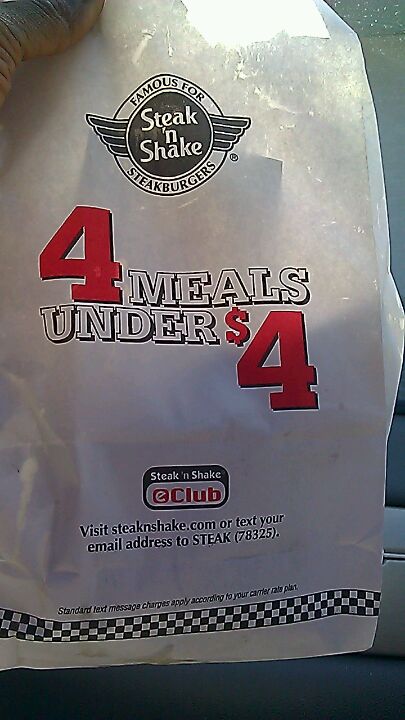 FAMOUS FOR
Steak
'n
Shake
®
STEAKBURGERS
4 MEALS
UNDER $4
Steak 'n Shake
eClub
Visit steaknshake.com or text your
email address to STEAK (78325).
Standard text message charges apply according to your carrier rate plan.